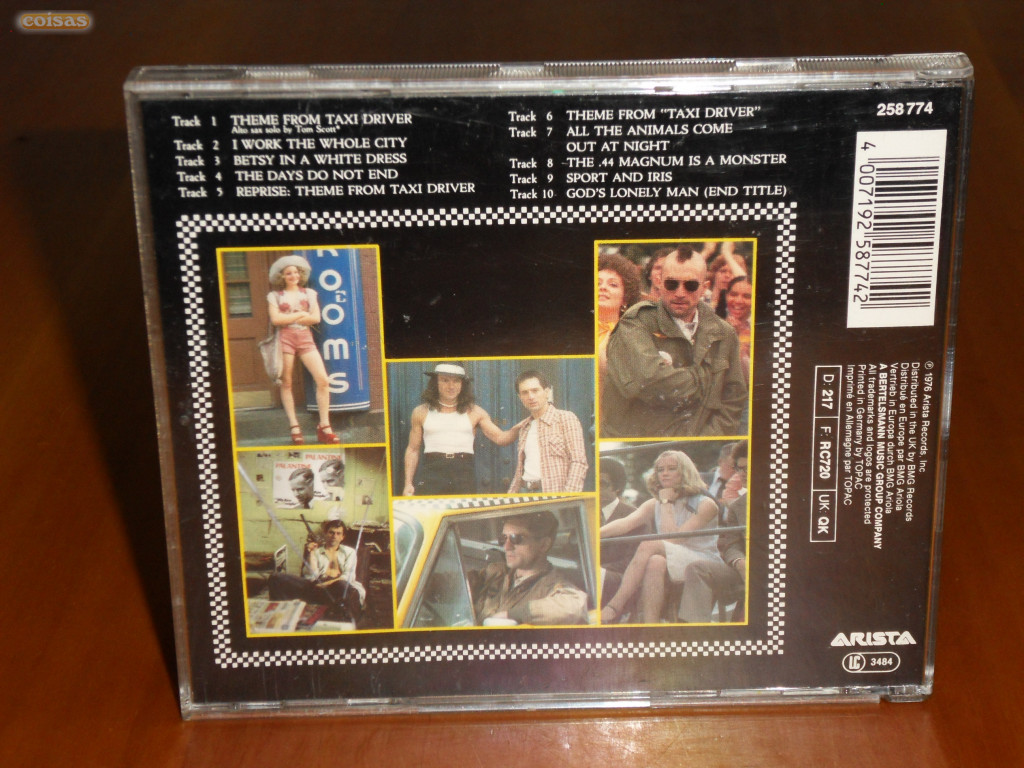 coisas
Track 1 THEME FROM TAXI DRIVER
Alto sax solo by Tom Scott*
Track 2 I WORK THE WHOLE CITY
Track 3 BETSY IN A WHITE DRESS
Track 4 THE DAYS DO NOT END
Track 5 REPRISE: THEME FROM TAXI DRIVER
Track 6 THEME FROM "TAXI DRIVER"
Track 7 ALL THE ANIMALS COME
OUT AT NIGHT
Track 8 THE .44 MAGNUM IS A MONSTER
Track 9 SPORT AND IRIS
Track 10 GOD'S LONELY MAN (END TITLE)
258 774
4 007192 587742
ROOMS
PALANTINE
PALANTINE
℗ 1976 Arista Records, Inc.
Distributed in the UK by BMG Records
Distribué en Europe par BMG Ariola
Vertrieb in Europa durch BMG Ariola
A BERTELSMANN MUSIC GROUP COMPANY
All trademarks and logos are protected
Printed in Germany by TOPAC
Imprimé en Allemagne par TOPAC
D: 217 F: RC720 UK: QK
ARISTA
LC 3484